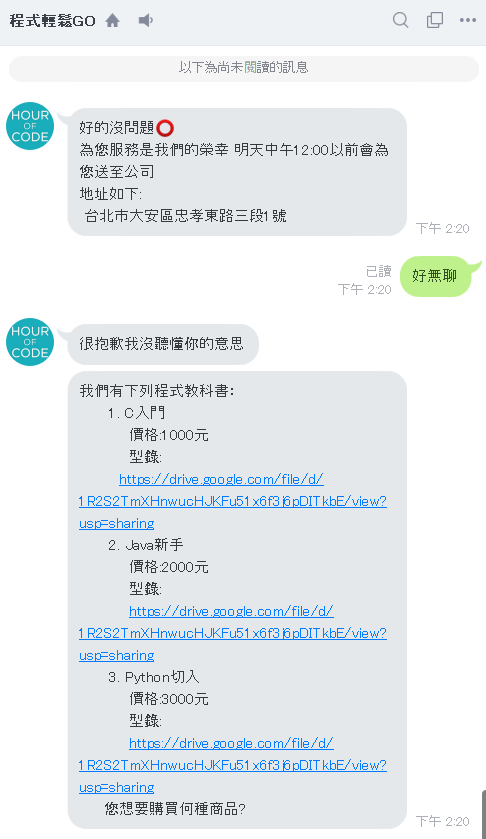 程式輕鬆GO
以下為尚未閱讀的訊息
HOUR
OF
CODE
好的沒問題⭕
為您服務是我們的榮幸 明天中午12:00以前會為
您送至公司
地址如下:
台北市大安區忠孝東路三段1號
下午 2:20
已讀
下午 2:20
好無聊
HOUR
OF
CODE
很抱歉我沒聽懂你的意思
我們有下列程式教科書:
1. C入門
價格:1000元
型錄:
https://drive.google.com/file/d/
1R2S2TmXHnwucHJKFu51x6f3j6pDITkbE/view?
usp=sharing
2. Java新手
價格:2000元
型錄:
https://drive.google.com/file/d/
1R2S2TmXHnwucHJKFu51x6f3j6pDITkbE/view?
usp=sharing
3. Python切入
價格:3000元
型錄:
https://drive.google.com/file/d/
1R2S2TmXHnwucHJKFu51x6f3j6pDITkbE/view?
usp=sharing
您想要購買何種商品?
下午 2:20